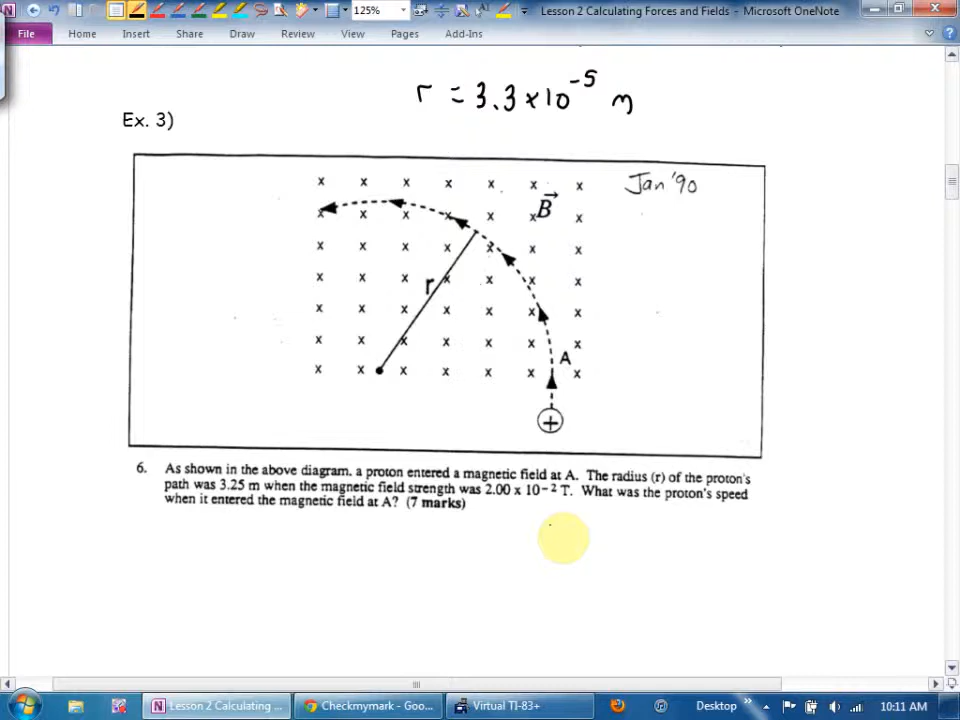 125%
Lesson 2 Calculating Forces and Fields - Microsoft OneNote
File Home Insert Share Draw Review View Pages Add-Ins
r = 3.3 x 10⁻⁵ m
Ex. 3)
x x x x x x x
Jan '90
x x x x x x B⃗ x
x x x x x x x
r
x x x x x x x
x x x x x x x
x x x x x x x
A
x x x x x x x
+
6. As shown in the above diagram, a proton entered a magnetic field at A. The radius (r) of the proton's
path was 3.25 m when the magnetic field strength was 2.00 x 10⁻² T. What was the proton's speed
when it entered the magnetic field at A? (7 marks)
Lesson 2 Calculating ... Checkmymark - Goo... Virtual TI-83+ Desktop » 10:11 AM